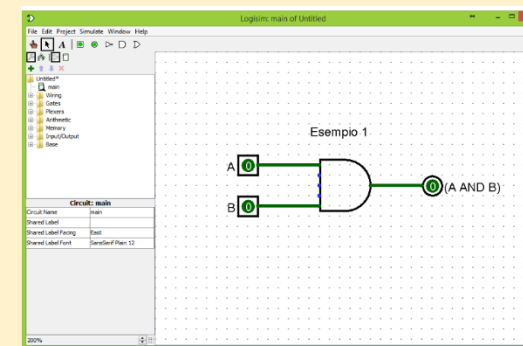 Logisim: main of Untitled
File Edit Project Simulate Window Help
A
Untitled*
main
Wiring
Gates
Plexers
Arithmetic
Memory
Input/Output
Base
Circuit: main
Circuit Name main
Shared Label
Shared Label Facing East
Shared Label Font SansSerif Plain 12
200%
Esempio 1
A 0
0 (A AND B)
B 0